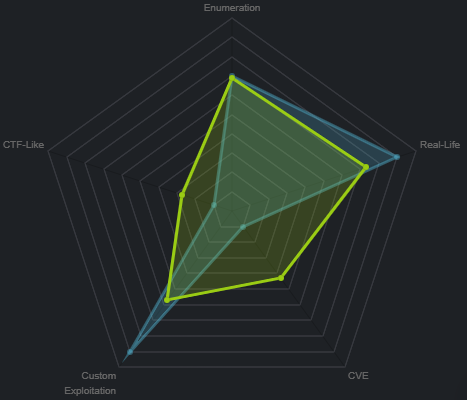 Enumeration
CTF-Like
Real-Life
Custom
Exploitation
CVE